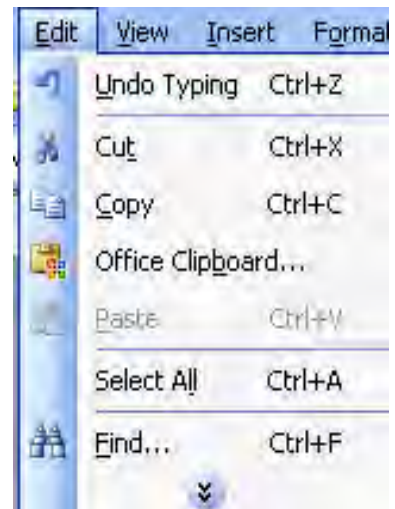 Edit View Insert Format
Undo Typing Ctrl+Z
Cut Ctrl+X
Copy Ctrl+C
Office Clipboard...
Paste Ctrl+V
Select All Ctrl+A
Find... Ctrl+F